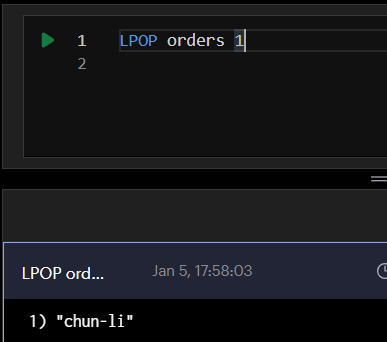 1 LPOP orders 1
2
LPOP ord... Jan 5, 17:58:03
1) "chun-li"